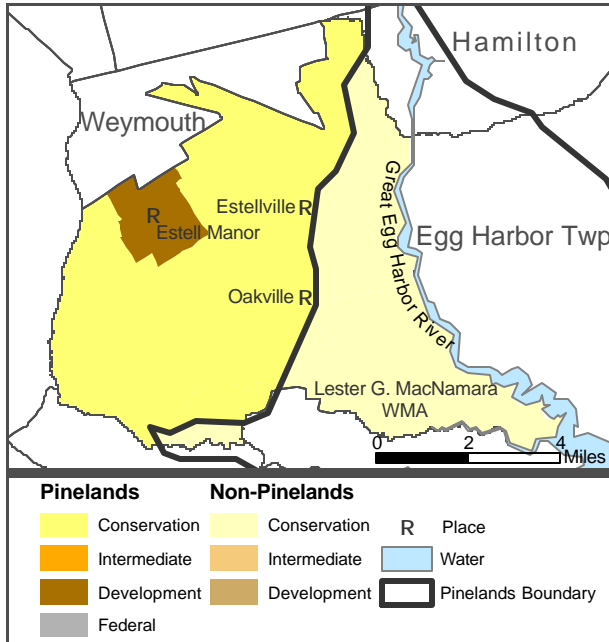 Hamilton
Weymouth
Great Egg Harbor River
Estellville R
R
Estell Manor
Egg Harbor Twp
Oakville R
Lester G. MacNamara
WMA
0 2 4
Miles
Pinelands Non-Pinelands
Conservation Conservation R Place
Intermediate Intermediate Water
Development Development Pinelands Boundary
Federal